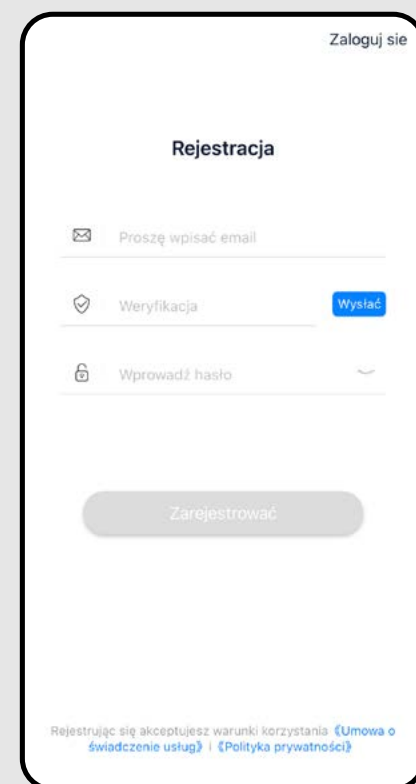 Zaloguj sie
Rejestracja
Proszę wpisać email
Weryfikacja
Wysłać
Wprowadź hasło
Zarejestrować
Rejestrując się akceptujesz warunki korzystania 《Umowa o
świadczenie usług》 i 《Polityka prywatności》